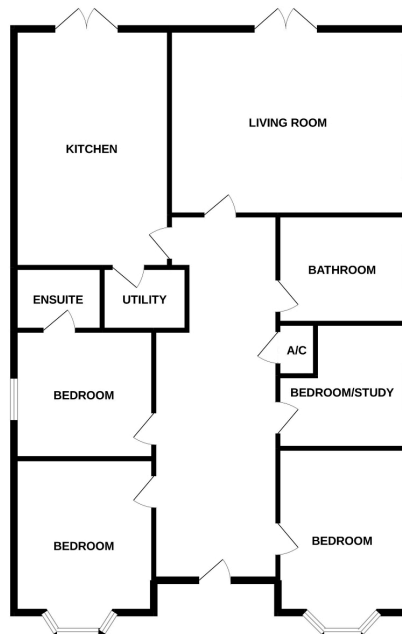 LIVING ROOM
KITCHEN
BATHROOM
ENSUITE
UTILITY
A/C
BEDROOM
BEDROOM/STUDY
BEDROOM
BEDROOM